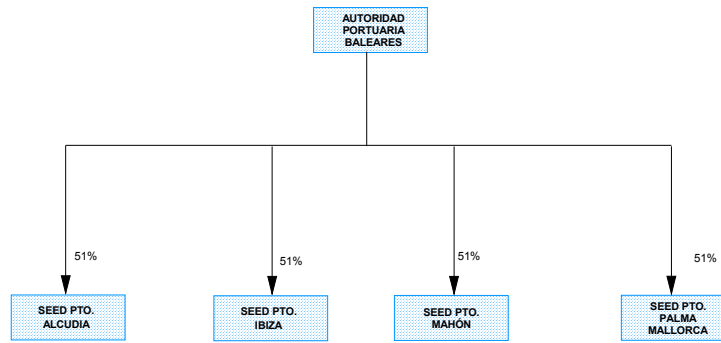 AUTORIDAD
PORTUARIA
BALEARES
51%
51%
51%
51%
SEED PTO.
ALCUDIA
SEED PTO.
IBIZA
SEED PTO.
MAHÓN
SEED PTO.
PALMA
MALLORCA